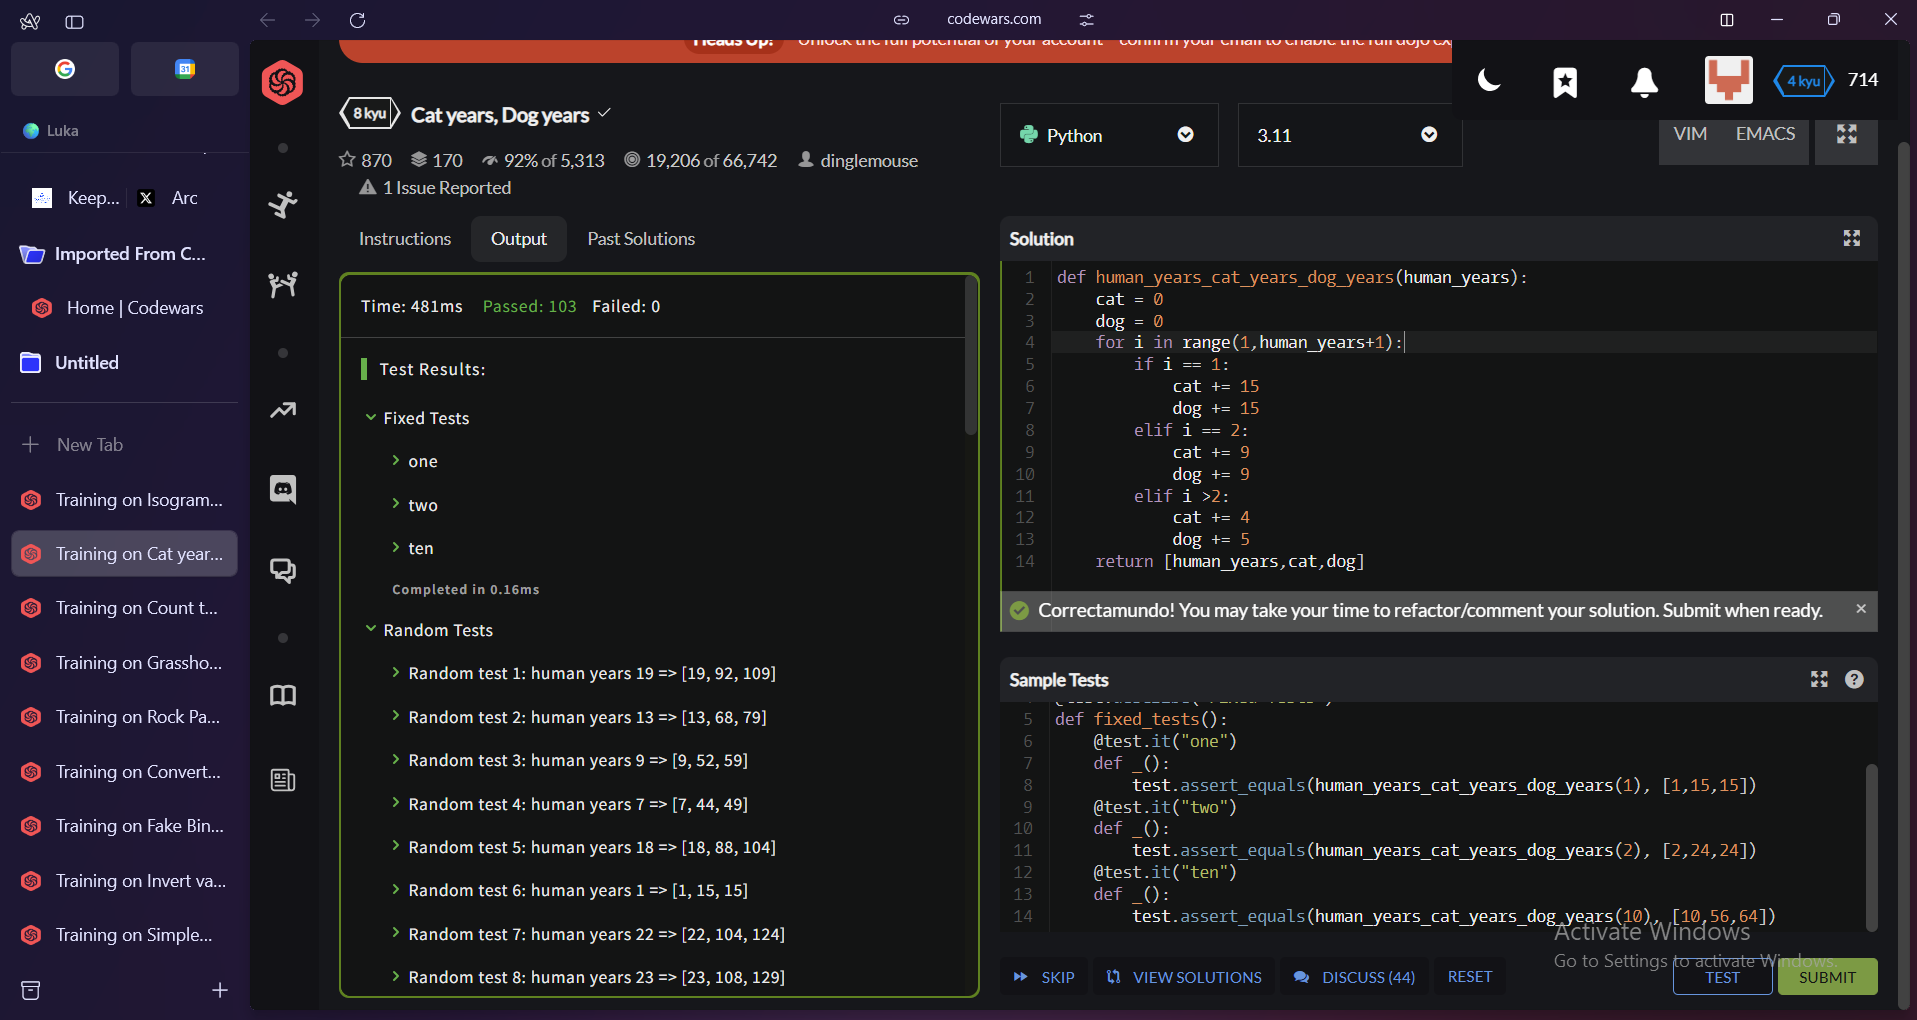 codewars.com
31
Luka
Keep...
X
Arc
Imported From C...
Home | Codewars
Untitled
New Tab
Training on Isogram...
Training on Cat year...
Training on Count t...
Training on Grassho...
Training on Rock Pa...
Training on Convert...
Training on Fake Bin...
Training on Invert va...
Training on Simple...
Heads Up! Unlock the full potential of your account
confirm your email to enable the full dojo ex
4 kyu 714
8 kyu Cat years, Dog years
870 170 92% of 5,313 19,206 of 66,742 dinglemouse
1 Issue Reported
Python
3.11
VIM EMACS
Instructions Output Past Solutions
Time: 481ms Passed: 103 Failed: 0
Test Results:
Fixed Tests
one
two
ten
Completed in 0.16ms
Random Tests
Random test 1: human years 19 => [19, 92, 109]
Random test 2: human years 13 => [13, 68, 79]
Random test 3: human years 9 => [9, 52, 59]
Random test 4: human years 7 => [7, 44, 49]
Random test 5: human years 18 => [18, 88, 104]
Random test 6: human years 1 => [1, 15, 15]
Random test 7: human years 22 => [22, 104, 124]
Random test 8: human years 23 => [23, 108, 129]
Solution
1 def human_years_cat_years_dog_years(human_years):
2 cat = 0
3 dog = 0
4 for i in range(1,human_years+1):
5 if i == 1:
6 cat += 15
7 dog += 15
8 elif i == 2:
9 cat += 9
10 dog += 9
11 elif i >2:
12 cat += 4
13 dog += 5
14 return [human_years,cat,dog]
Correctamundo! You may take your time to refactor/comment your solution. Submit when ready.
Sample Tests
5 def fixed_tests():
6 @test.it("one")
7 def _():
8 test.assert_equals(human_years_cat_years_dog_years(1), [1,15,15])
9 @test.it("two")
10 def _():
11 test.assert_equals(human_years_cat_years_dog_years(2), [2,24,24])
12 @test.it("ten")
13 def _():
14 test.assert_equals(human_years_cat_years_dog_years(10), [10,56,64])
Activate Windows
Go to Settings to activate Windows.
SKIP VIEW SOLUTIONS DISCUSS (44) RESET TEST SUBMIT